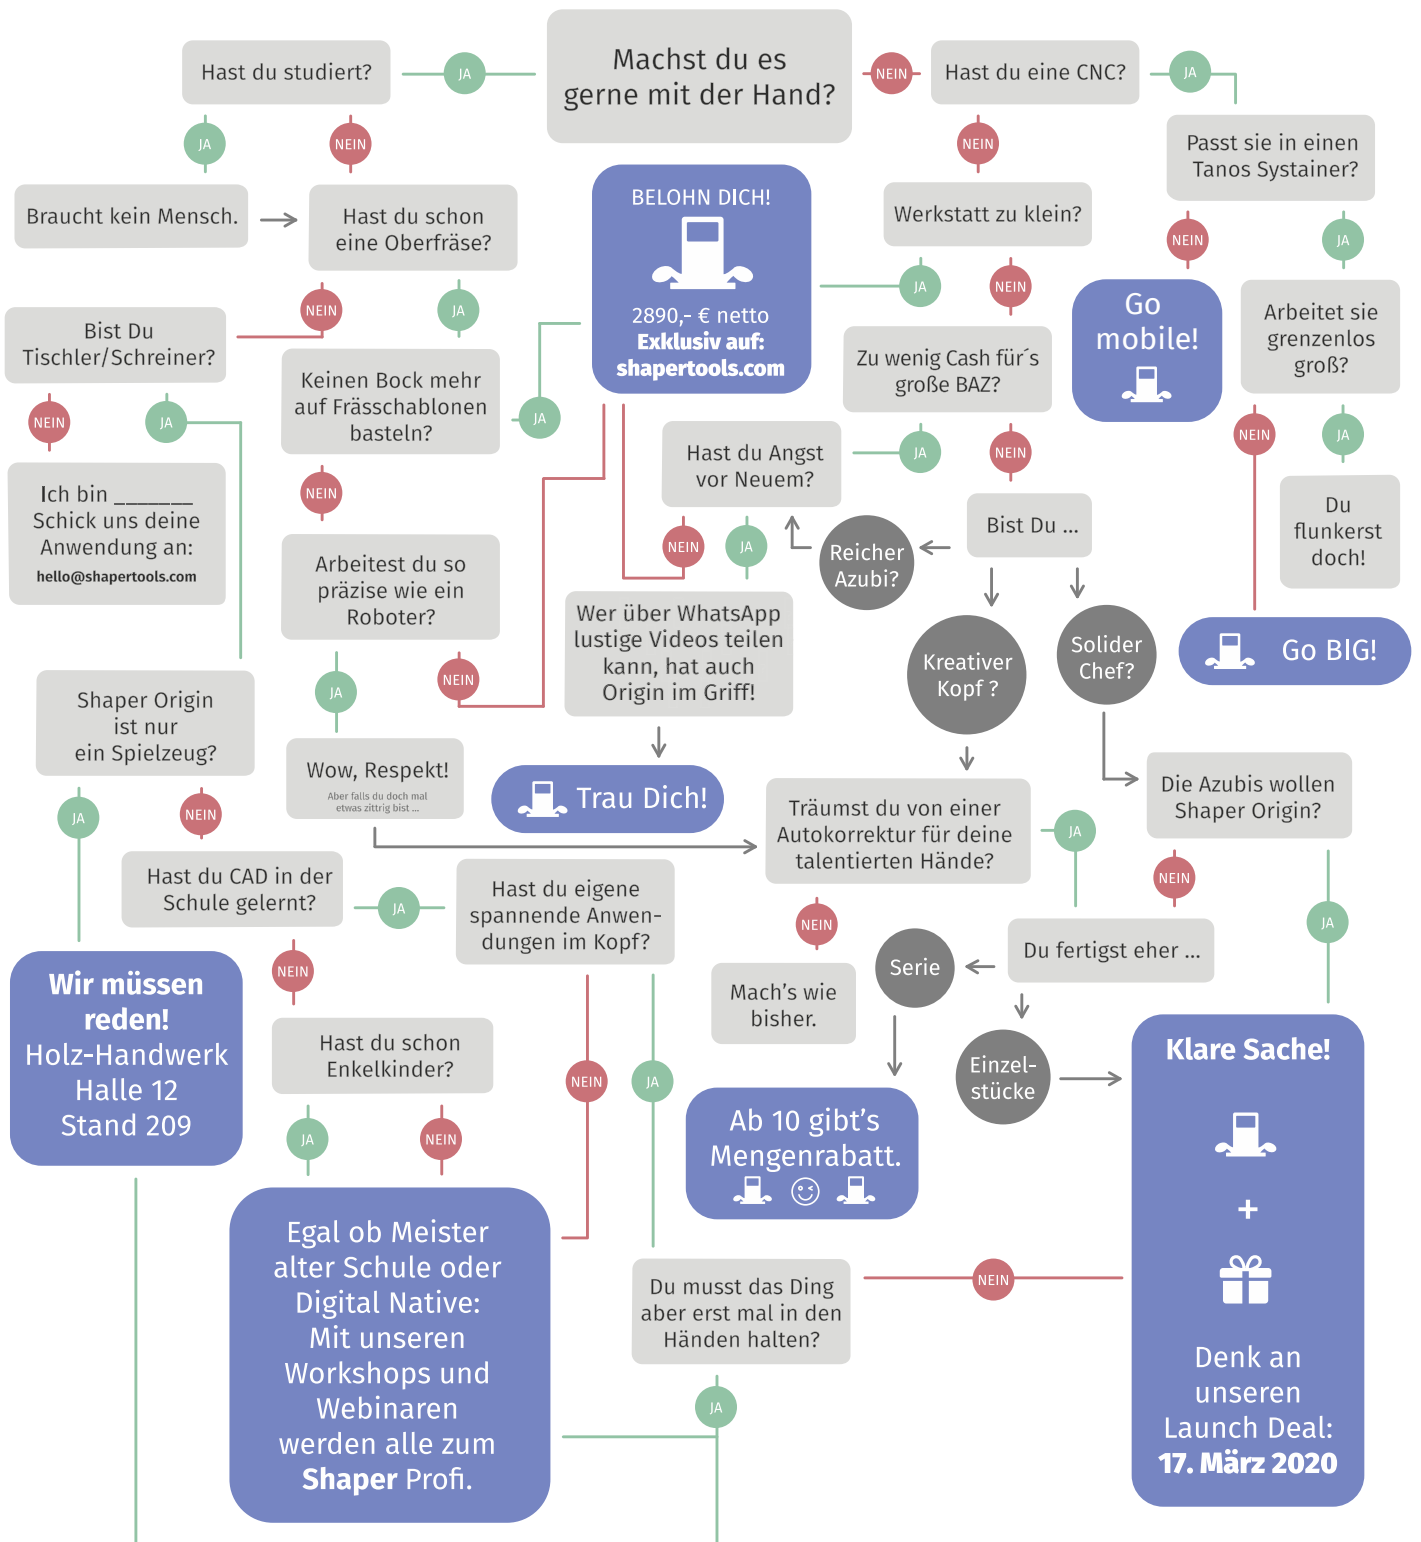 Machst du es
gerne mit der Hand?
JA
Hast du studiert?
JA
NEIN
Braucht kein Mensch.
Hast du schon
eine Oberfräse?
NEIN
JA
Bist Du
Tischler/Schreiner?
NEIN
JA
Ich bin _______
Schick uns deine
Anwendung an:
hello@shapertools.com
Keinen Bock mehr
auf Frässchablonen
basteln?
JA
NEIN
Arbeitest du so
präzise wie ein
Roboter?
JA
NEIN
Wow, Respekt!
Aber falls du doch mal
etwas zittrig bist ...
Shaper Origin
ist nur
ein Spielzeug?
JA
NEIN
Hast du CAD in der
Schule gelernt?
JA
NEIN
Hast du eigene
spannende Anwen-
dungen im Kopf?
NEIN
JA
Wir müssen
reden!
Holz-Handwerk
Halle 12
Stand 209
Hast du schon
Enkelkinder?
JA
NEIN
Egal ob Meister
alter Schule oder
Digital Native:
Mit unseren
Workshops und
Webinaren
werden alle zum
Shaper Profi.
Du musst das Ding
aber erst mal in den
Händen halten?
JA
NEIN
BELOHN DICH!
2890,- € netto
Exklusiv auf:
shapertools.com
NEIN
Hast du eine CNC?
JA
NEIN
Passt sie in einen
Tanos Systainer?
NEIN
JA
Werkstatt zu klein?
JA
NEIN
Go
mobile!
Arbeitet sie
grenzenlos
groß?
NEIN
JA
Du
flunkerst
doch!
Go BIG!
Zu wenig Cash für´s
große BAZ?
JA
NEIN
Hast du Angst
vor Neuem?
NEIN
JA
Bist Du ...
Reicher
Azubi?
Kreativer
Kopf ?
Solider
Chef?
Wer über WhatsApp
lustige Videos teilen
kann, hat auch
Origin im Griff!
Trau Dich!
Träumst du von einer
Autokorrektur für deine
talentierten Hände?
JA
NEIN
Mach’s wie
bisher.
Die Azubis wollen
Shaper Origin?
NEIN
JA
Du fertigst eher ...
Serie
Einzel-
stücke
Ab 10 gibt’s
Mengenrabatt.
Klare Sache!
+
Denk an
unseren
Launch Deal:
17. März 2020